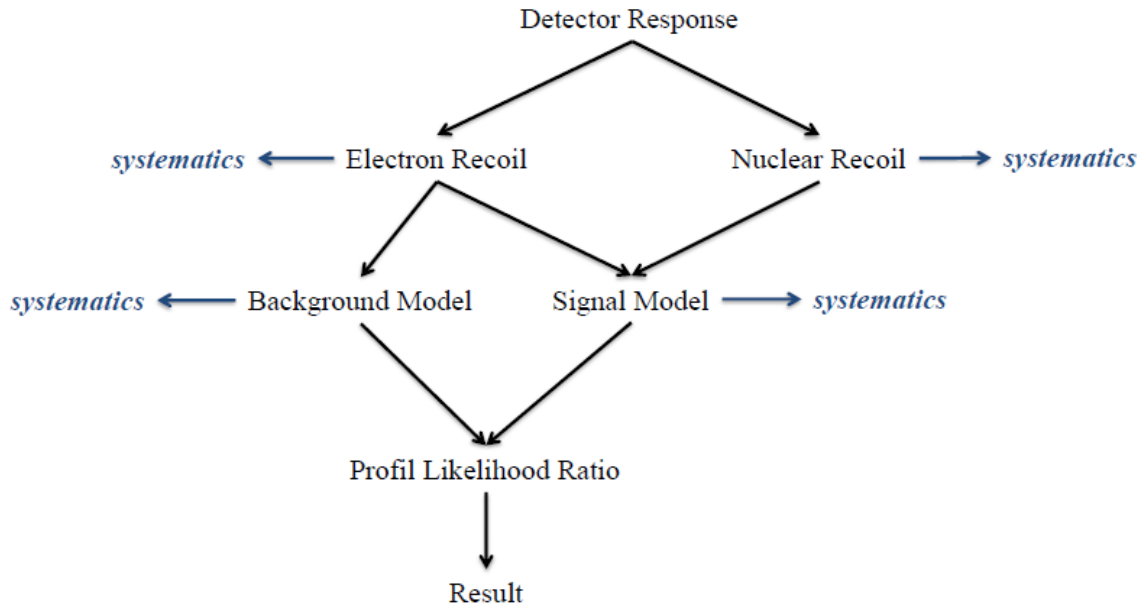 Detector Response
systematics
Electron Recoil
Nuclear Recoil
systematics
systematics
Background Model
Signal Model
systematics
Profil Likelihood Ratio
Result